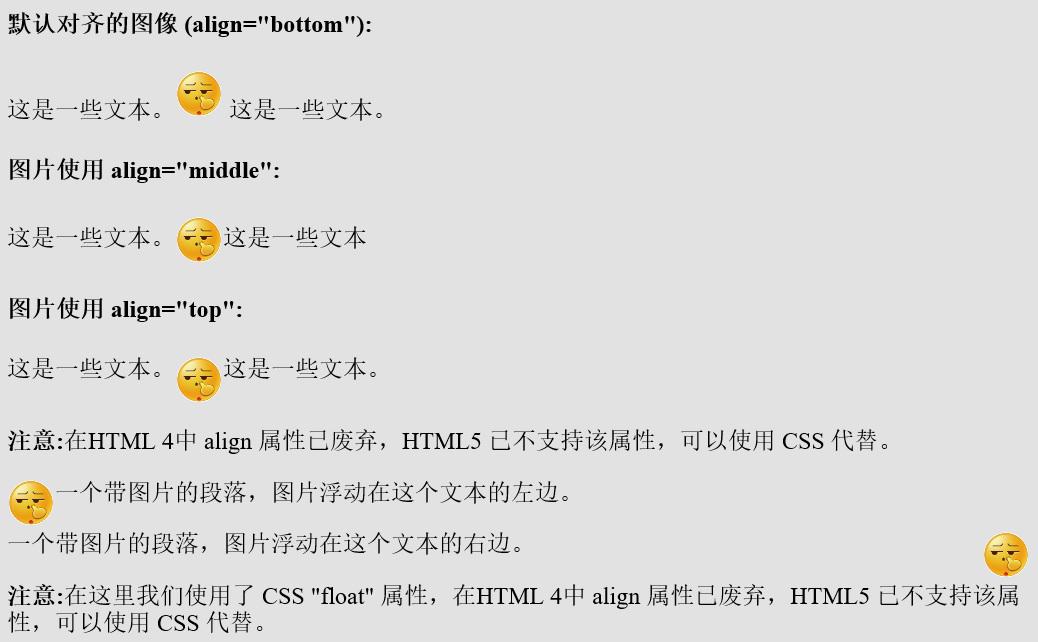 默认对齐的图像 (align="bottom"):
这是一些文本。 这是一些文本。
图片使用 align="middle":
这是一些文本。 这是一些文本
图片使用 align="top":
这是一些文本。 这是一些文本。
注意:在HTML 4中 align 属性已废弃，HTML5 已不支持该属性，可以使用 CSS 代替。
一个带图片的段落，图片浮动在这个文本的左边。
一个带图片的段落，图片浮动在这个文本的右边。
注意:在这里我们使用了 CSS "float" 属性，在HTML 4中 align 属性已废弃，HTML5 已不支持该属
性，可以使用 CSS 代替。